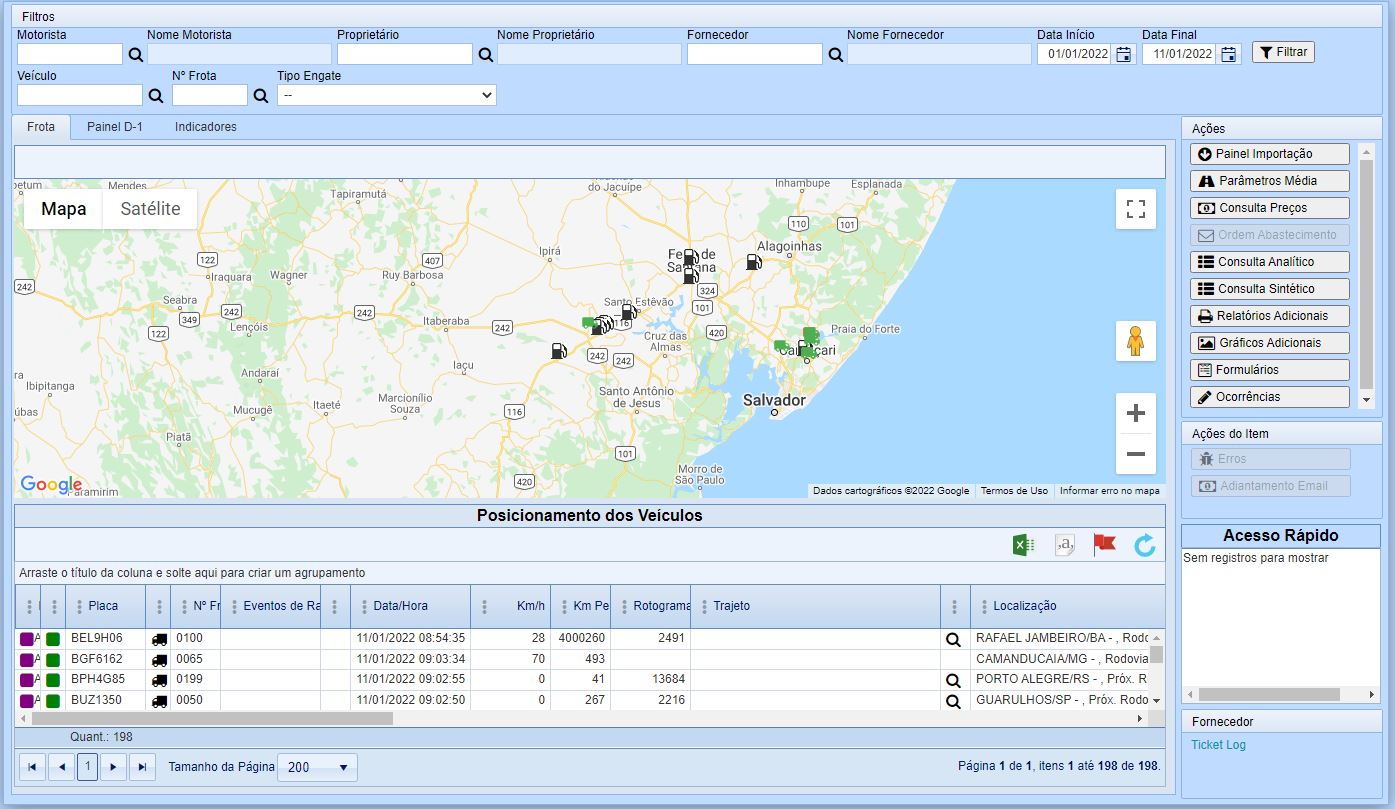 Filtros
Motorista Nome Motorista Proprietário Nome Proprietário Fornecedor Nome Fornecedor Data Início Data Final
01/01/2022 11/01/2022 Filtrar
Veículo Nº Frota Tipo Engate
--
Frota Painel D-1 Indicadores
Mapa Satélite
Mendes
Tapiramutá
do Jacuípe
Inhambupe
Esplanada
110
101
Alagoinhas
Ipirá
122
407
Iraquara
Wagner
Ruy Barbosa
242
324
Seabra
242
349
242
Santo Estêvão
101
122
Lençóis
Itaberaba
242
116
420
Praia do Forte
Cruz das
Almas
242
242
Iaçu
Andaraí
Ibipitanga
Santo Antônio
de Jesus
Marcionílio
Souza
Itaeté
Mucugê
116
Salvador
Piatã
101
420
Morro de
São Paulo
Google
Paramirim
Dados cartográficos ©2022 Google Termos de Uso Informar erro no mapa
Posicionamento dos Veículos
Arraste o título da coluna e solte aqui para criar um agrupamento
Placa Nº Fr Eventos de Ra Data/Hora Km/h Km Pe Rotograma Trajeto Localização
BEL9H06 0100 11/01/2022 08:54:35 28 4000260 2491 RAFAEL JAMBEIRO/BA - , Rodo
BGF6162 0065 11/01/2022 09:03:34 70 493 CAMANDUCAIA/MG - , Rodovia
BPH4G85 0199 11/01/2022 09:02:55 0 41 13684 PORTO ALEGRE/RS - , Próx. R
BUZ1350 0050 11/01/2022 09:02:50 0 267 2216 GUARULHOS/SP - , Próx. Rodo
Quant.: 198
1 Tamanho da Página 200 Página 1 de 1, itens 1 até 198 de 198.
Ações
Painel Importação
Parâmetros Média
Consulta Preços
Ordem Abastecimento
Consulta Analítico
Consulta Sintético
Relatórios Adicionais
Gráficos Adicionais
Formulários
Ocorrências
Ações do Item
Erros
Adiantamento Email
Acesso Rápido
Sem registros para mostrar
Fornecedor
Ticket Log